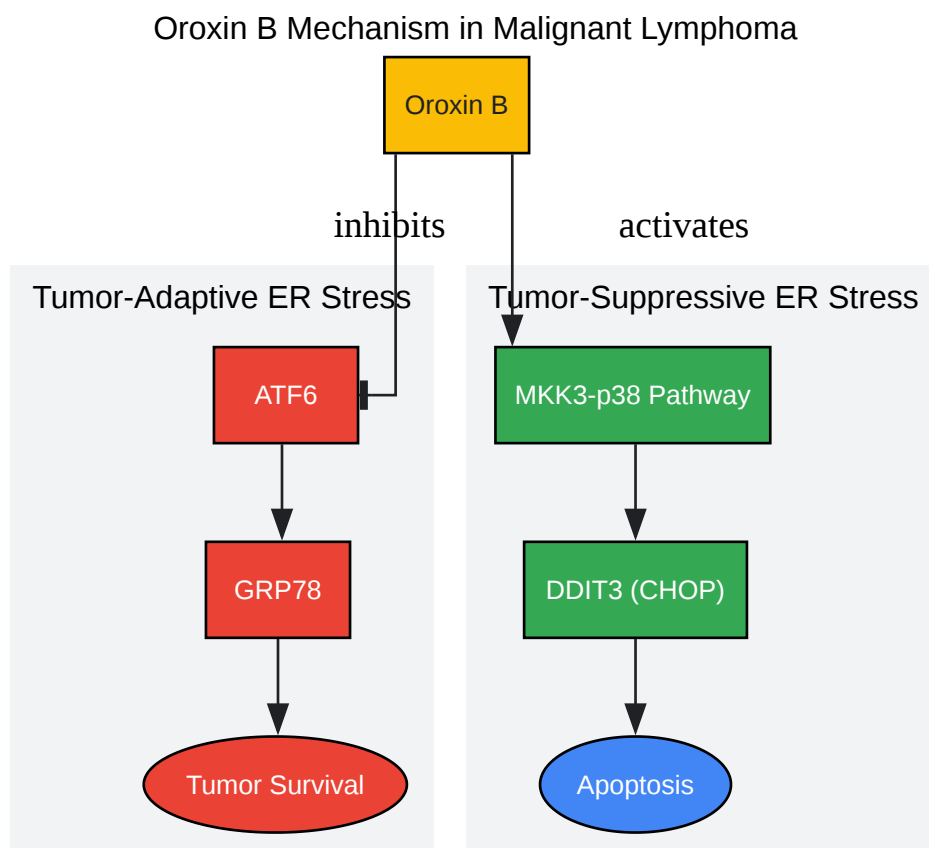 Oroxin B Mechanism in Malignant Lymphoma
Oroxin B
inhibits
activates
Tumor-Adaptive ER Stress
Tumor-Suppressive ER Stress
ATF6
MKK3-p38 Pathway
GRP78
DDIT3 (CHOP)
Tumor Survival
Apoptosis